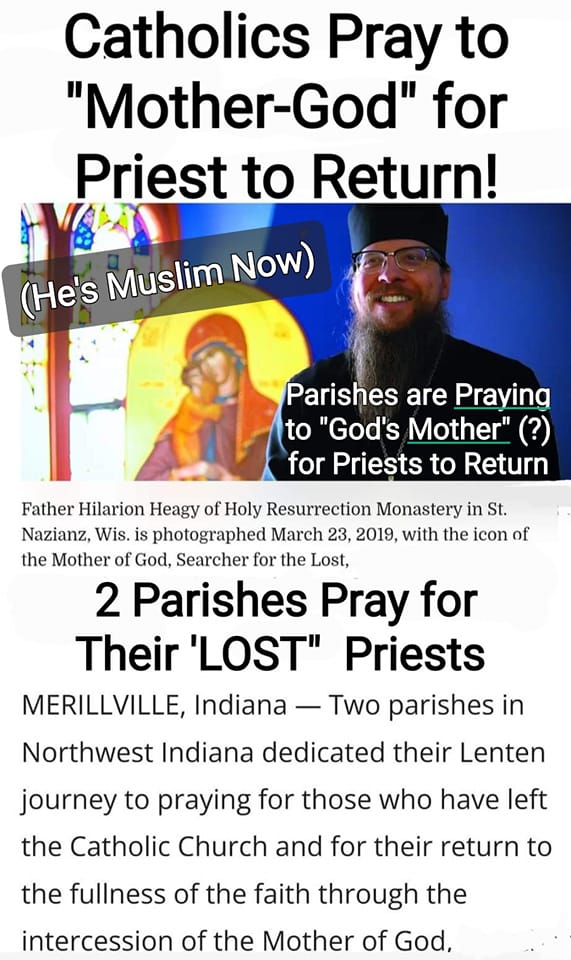 Catholics Pray to
"Mother-God" for
Priest to Return!
(He's Muslim Now)
Parishes are Praying
to "God's Mother" (?)
for Priests to Return
Father Hilarion Heagy of Holy Resurrection Monastery in St.
Nazianz, Wis. is photographed March 23, 2019, with the icon of
the Mother of God, Searcher for the Lost,
2 Parishes Pray for
Their 'LOST" Priests
MERILLVILLE, Indiana — Two parishes in
Northwest Indiana dedicated their Lenten
journey to praying for those who have left
the Catholic Church and for their return to
the fullness of the faith through the
intercession of the Mother of God,